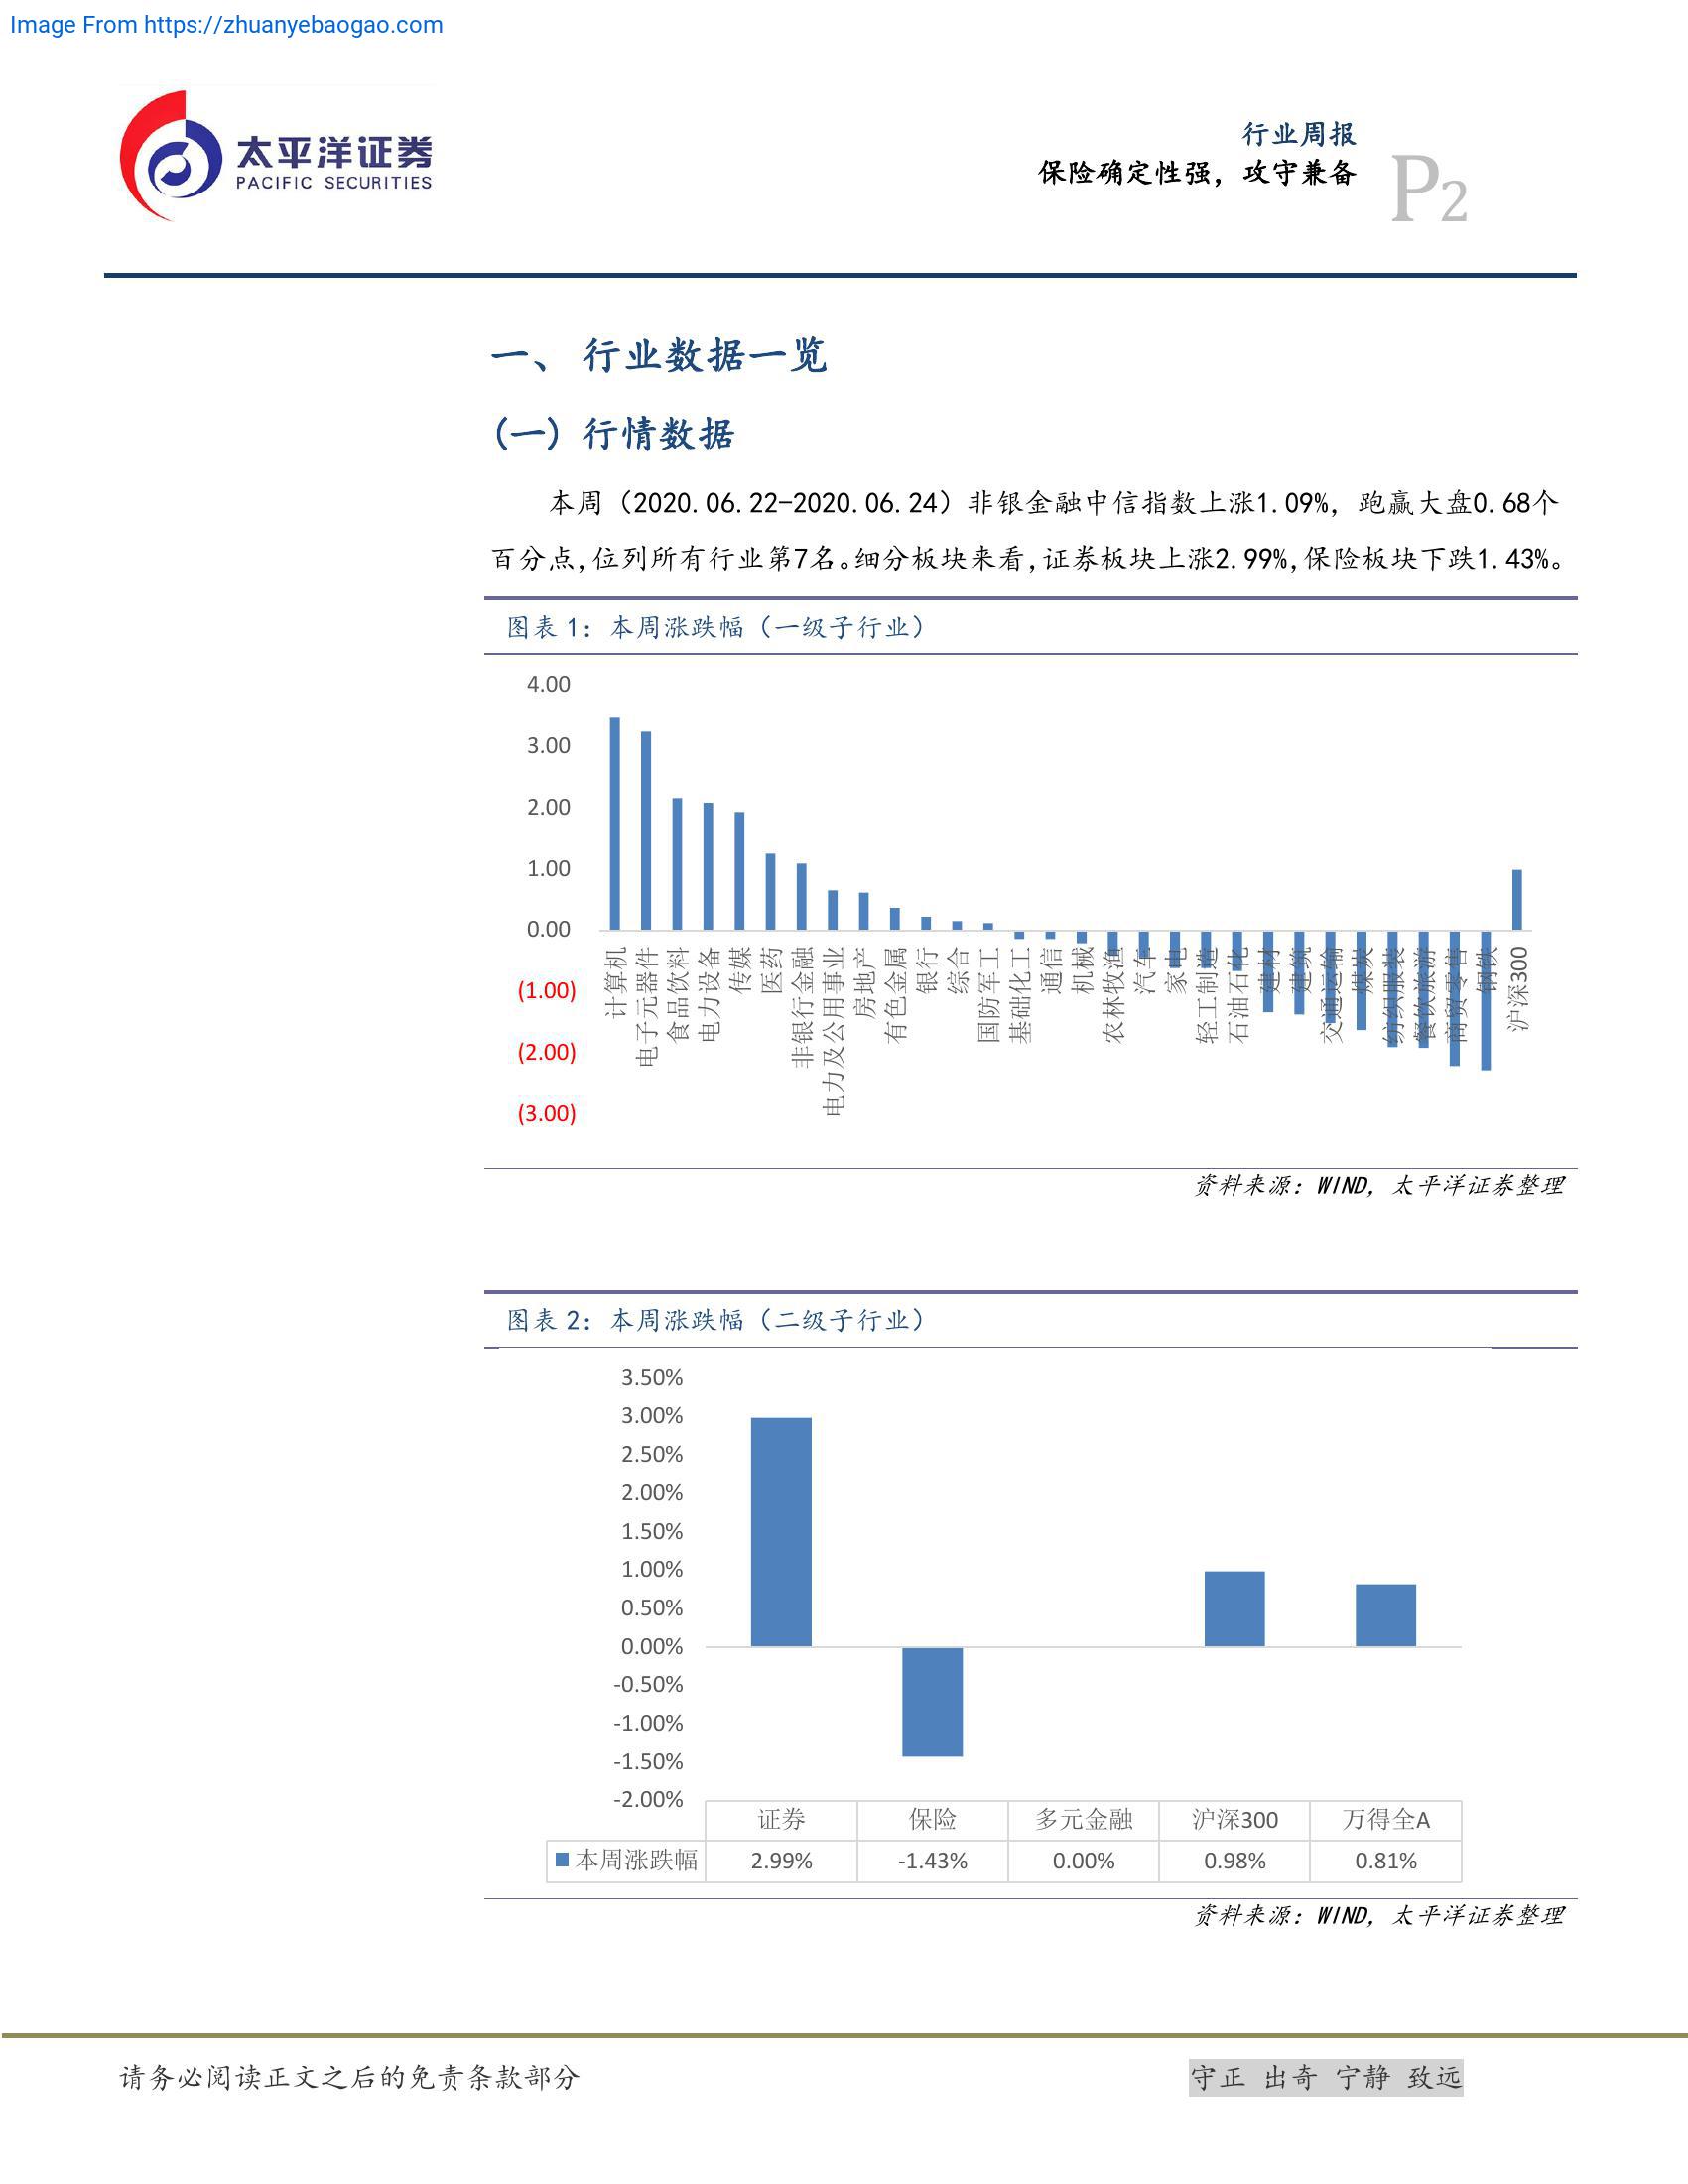 Image From https://zhuanyebaogao.com
太平洋证券
PACIFIC SECURITIES
行业周报
保险确定性强，攻守兼备
P2
一、 行业数据一览
(一) 行情数据
本周（2020.06.22-2020.06.24）非银金融中信指数上涨1.09%，跑赢大盘0.68个
百分点,位列所有行业第7名。细分板块来看,证券板块上涨2.99%,保险板块下跌1.43%。
图表 1：本周涨跌幅（一级子行业）
4.00
3.00
2.00
1.00
0.00
(1.00)
(2.00)
(3.00)
计算机
电子元器件
食品饮料
电力设备
传媒
医药
非银行金融
电力及公用事业
房地产
有色金属
银行
综合
国防军工
基础化工
通信
机械
农林牧渔
汽车
家电
轻工制造
石油石化
建材
建筑
交通运输
煤炭
纺织服装
餐饮旅游
商贸零售
钢铁
沪深300
资料来源：WIND，太平洋证券整理
图表 2：本周涨跌幅（二级子行业）
3.50%
3.00%
2.50%
2.00%
1.50%
1.00%
0.50%
0.00%
-0.50%
-1.00%
-1.50%
-2.00%
证券 保险 多元金融 沪深300 万得全A
本周涨跌幅 2.99% -1.43% 0.00% 0.98% 0.81%
资料来源：WIND，太平洋证券整理
请务必阅读正文之后的免责条款部分
守正 出奇 宁静 致远